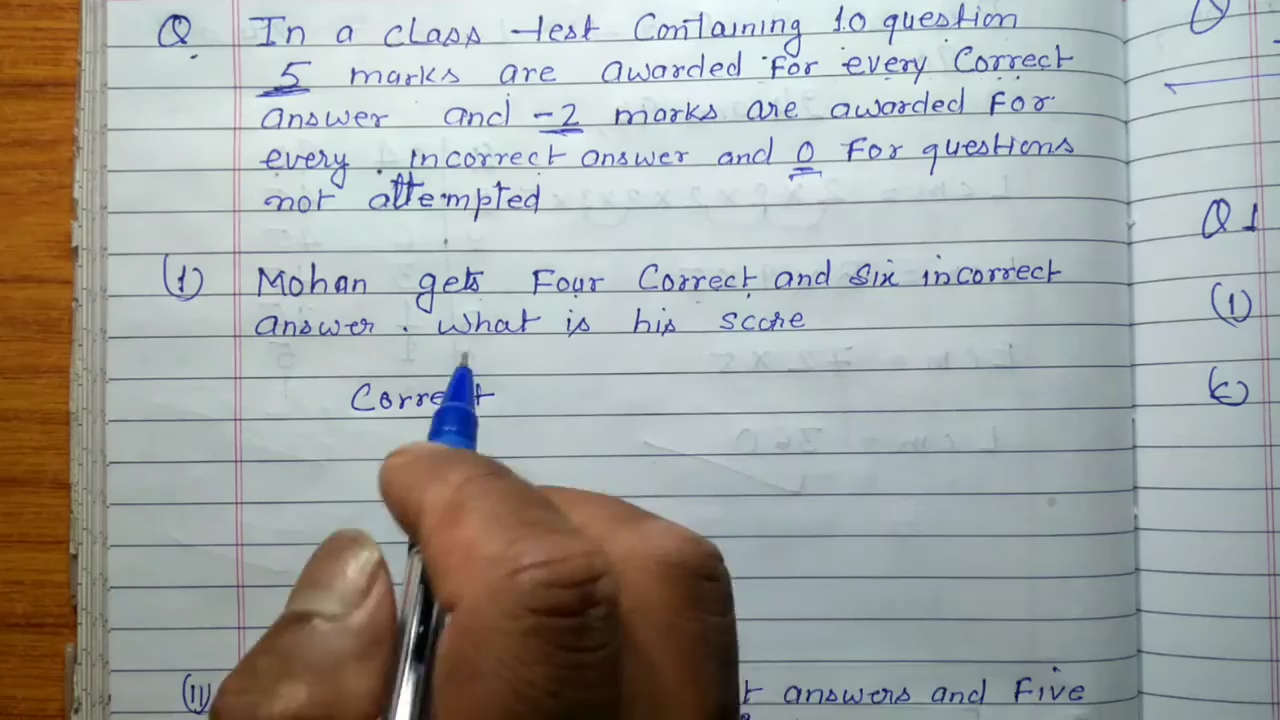 Q. In a class test Containing 10 question
5 marks are awarded for every Correct
answer and -2 marks are awarded for
every incorrect answer and 0 for questions
not attempted
(1) Mohan gets Four Correct and six incorrect
answer. What is his score
Correct
(11) answers and Five
Q1
(1)